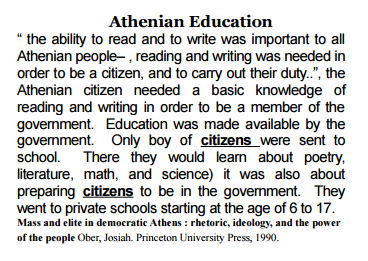 Athenian Education
“ the ability to read and to write was important to all
Athenian people– , reading and writing was needed in
order to be a citizen, and to carry out their duty..”, the
Athenian citizen needed a basic knowledge of
reading and writing in order to be a member of the
government. Education was made available by the
government. Only boy of citizens were sent to
school. There they would learn about poetry,
literature, math, and science) it was also about
preparing citizens to be in the government. They
went to private schools starting at the age of 6 to 17.
Mass and elite in democratic Athens : rhetoric, ideology, and the power
of the people Ober, Josiah. Princeton University Press, 1990.